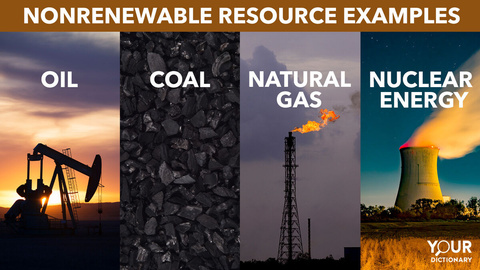 NONRENEWABLE RESOURCE EXAMPLES
OIL
COAL
NATURAL
GAS
NUCLEAR
ENERGY
YOUR
DICTIONARY